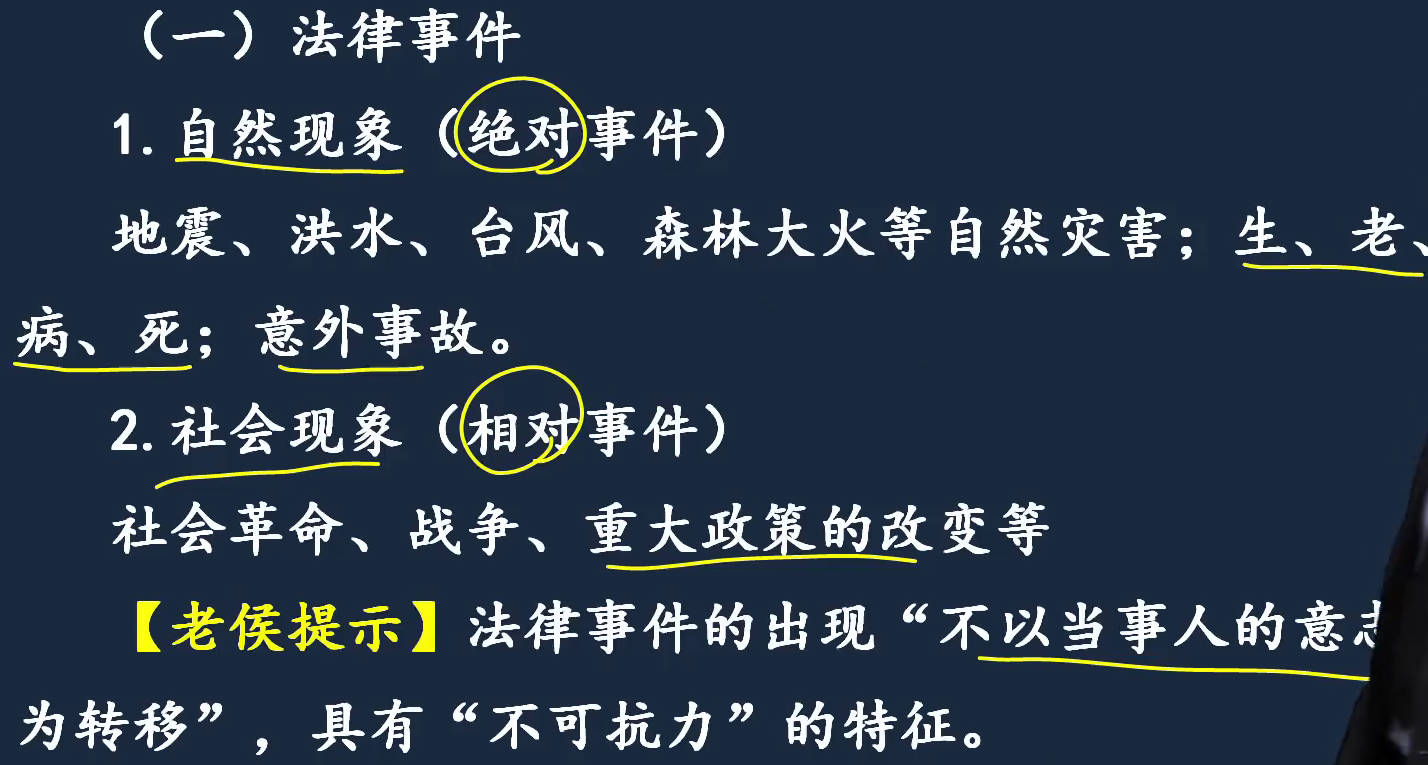 （一）法律事件
1.自然现象（绝对事件）
地震、洪水、台风、森林大火等自然灾害；生、老、
病、死；意外事故。
2.社会现象（相对事件）
社会革命、战争、重大政策的改变等
【老侯提示】法律事件的出现“不以当事人的意志
为转移”，具有“不可抗力”的特征。